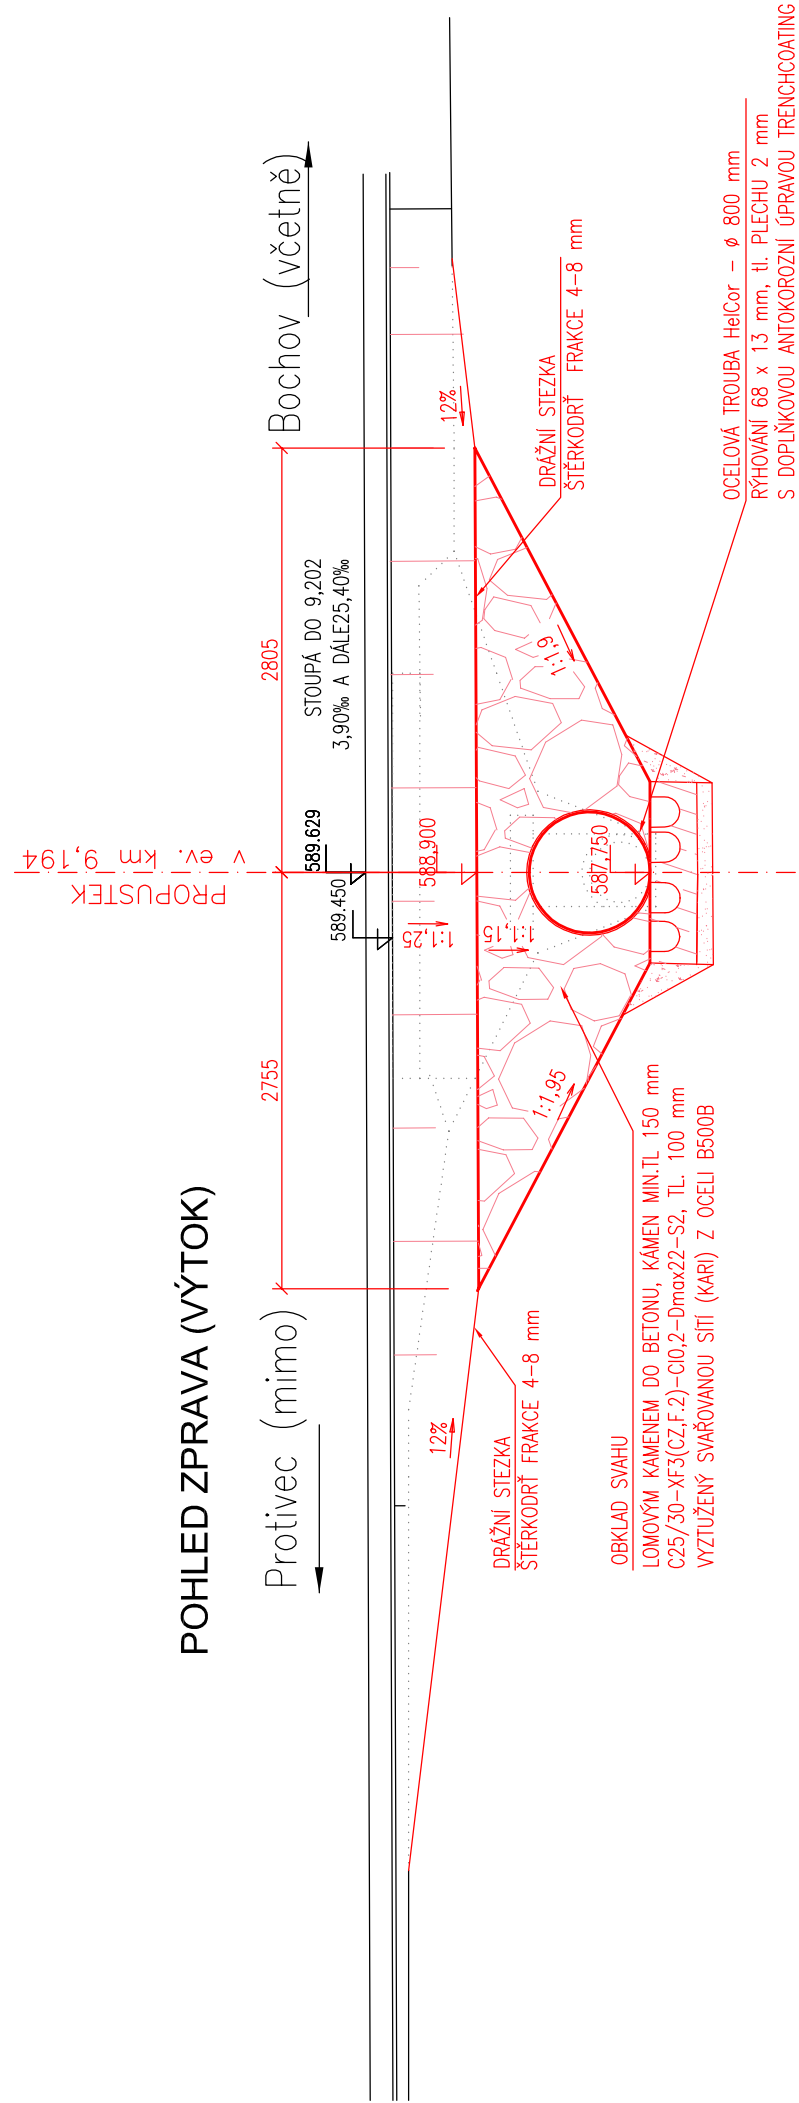 POHLED ZPRAVA (VÝTOK)
Protivec (mimo)
Bochov (včetně)
PROPUSTEK
v ev. km 9,194
2755
2805
STOUPÁ DO 9,202
3,90‰ A DÁLE25,40‰
589.629
589.450
588,900
587,750
1:1,25
1:1,15
1:1,95
1:1,9
12%
12%
DRÁŽNÍ STEZKA
ŠTĚRKODRŤ FRAKCE 4-8 mm
DRÁŽNÍ STEZKA
ŠTĚRKODRŤ FRAKCE 4-8 mm
OBKLAD SVAHU
LOMOVÝM KAMENEM DO BETONU, KÁMEN MIN.TL 150 mm
C25/30-XF3(CZ,F.2)-Cl0,2-Dmax22-S2, TL. 100 mm
VYZTUŽENÝ SVAŘOVANOU SÍTÍ (KARI) Z OCELI B500B
OCELOVÁ TROUBA HelCor - ϕ 800 mm
RÝHOVÁNÍ 68 x 13 mm, tl. PLECHU 2 mm
S DOPLŇKOVOU ANTOKOROZNÍ ÚPRAVOU TRENCHCOATING